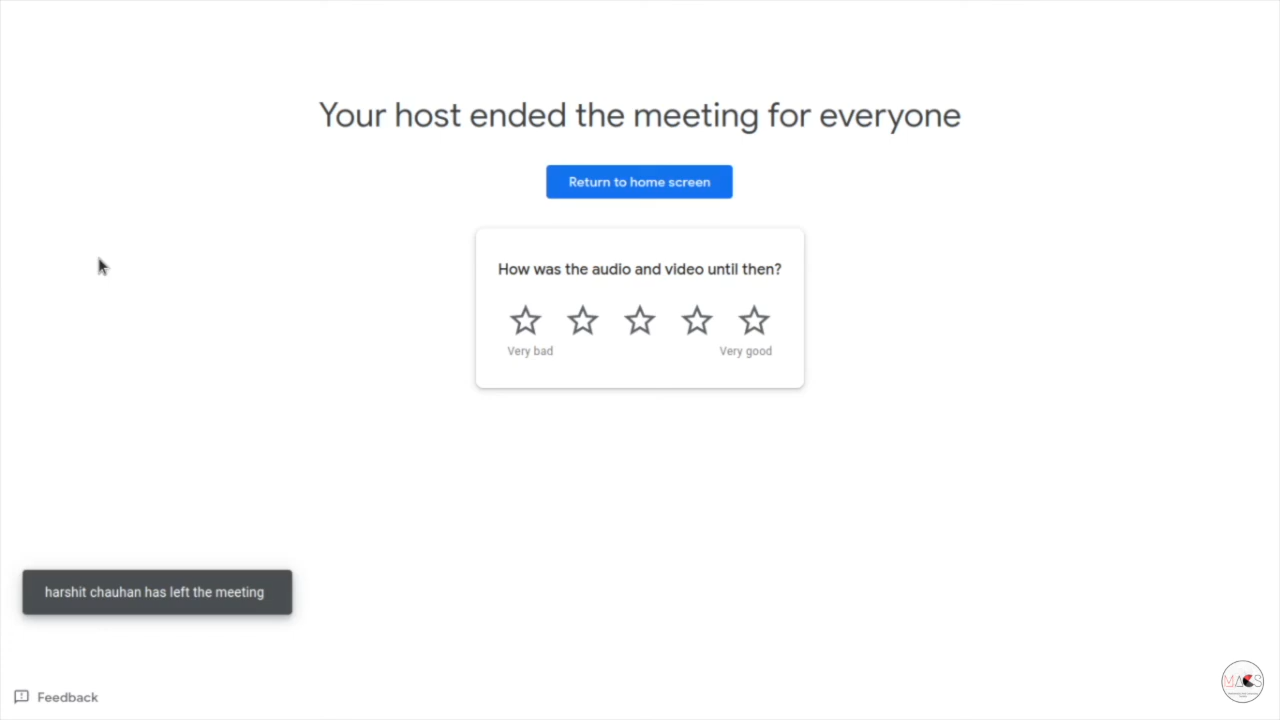 Your host ended the meeting for everyone
Return to home screen
How was the audio and video until then?
Very bad
Very good
harshit chauhan has left the meeting
Feedback
MACS